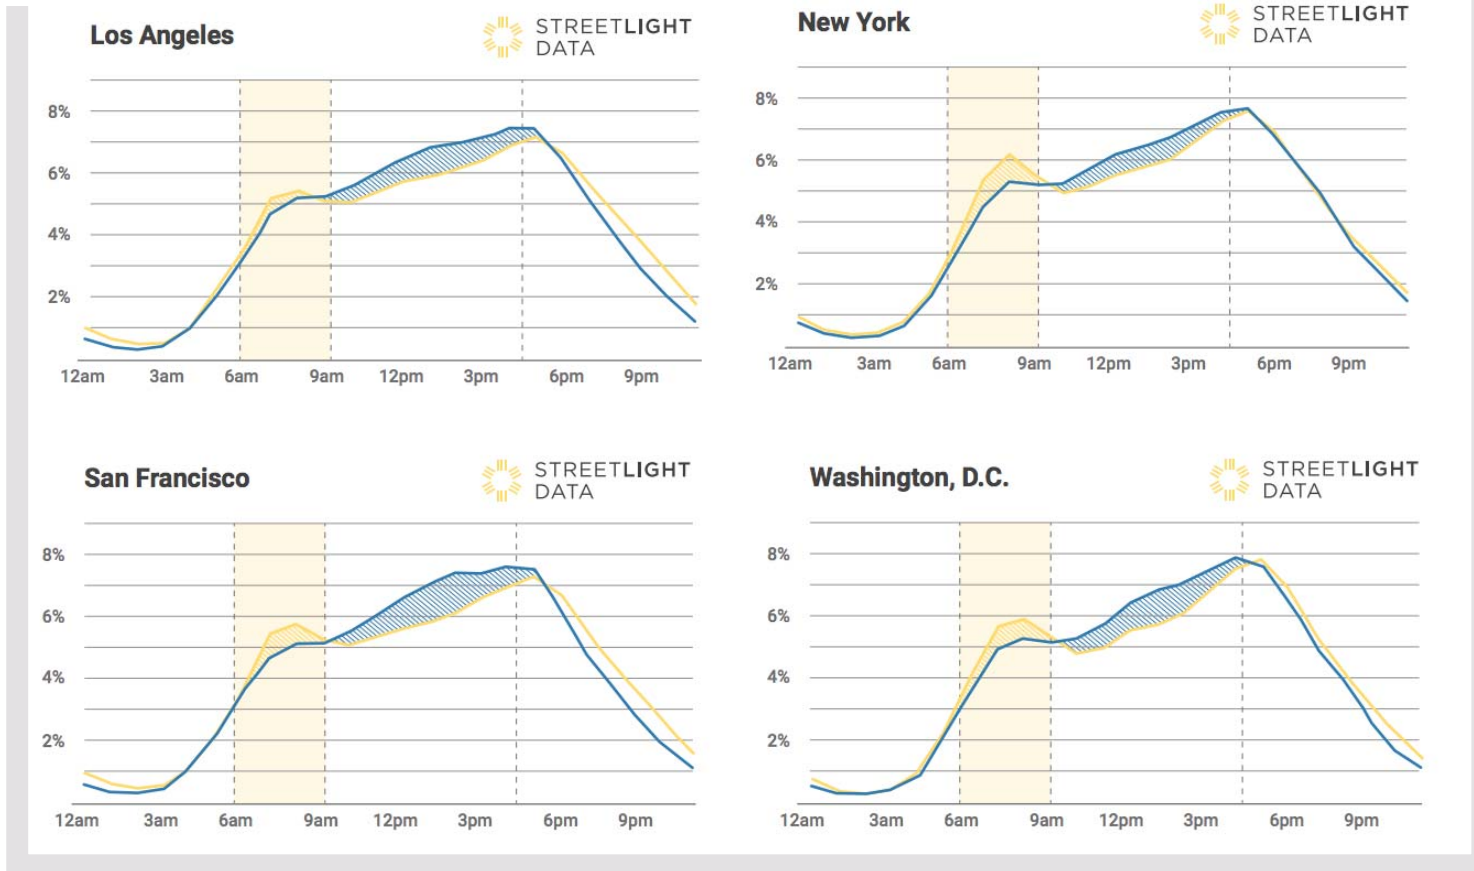 Los Angeles
STREETLIGHT
DATA
8%
6%
4%
2%
12am 3am 6am 9am 12pm 3pm 6pm 9pm
New York
STREETLIGHT
DATA
8%
6%
4%
2%
12am 3am 6am 9am 12pm 3pm 6pm 9pm
San Francisco
STREETLIGHT
DATA
8%
6%
4%
2%
12am 3am 6am 9am 12pm 3pm 6pm 9pm
Washington, D.C.
STREETLIGHT
DATA
8%
6%
4%
2%
12am 3am 6am 9am 12pm 3pm 6pm 9pm